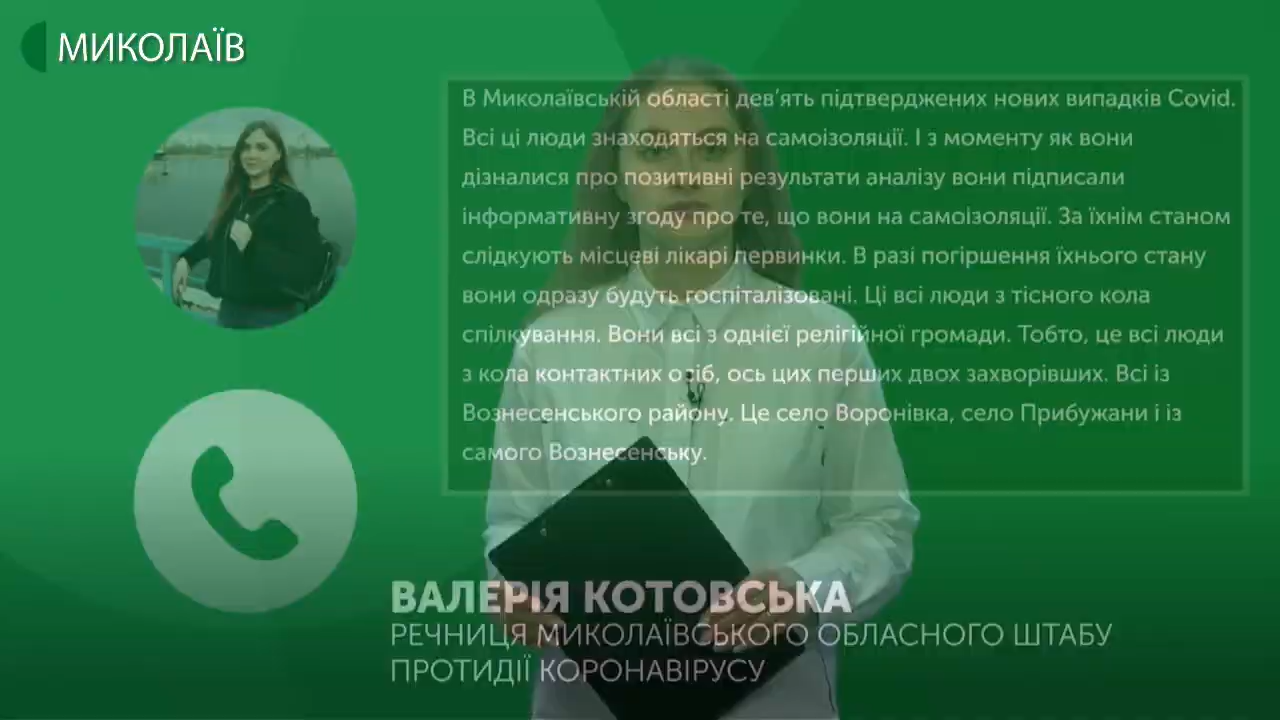 МИКОЛАЇВ
В Миколаївській області дев'ять підтверджених нових випадків Covid.
Всі ці люди знаходяться на самоізоляції. І з моменту як вони
дізналися про позитивні результати аналізу вони підписали
інформативну згоду про те, що вони на самоізоляції. За їхнім станом
слідкують місцеві лікарі первинки. В разі погіршення їхнього стану
вони одразу будуть госпіталізовані. Ці всі люди з тісного кола
спілкування. Вони всі з однієї релігійної громади. Тобто, це всі люди
з кола контактних осіб, ось цих перших двох захворівших. Всі із
Вознесенського району. Це село Воронівка, село Прибужани і із
самого Вознесенську.
ВАЛЕРІЯ КОТОВСЬКА
РЕЧНИЦЯ МИКОЛАЇВСЬКОГО ОБЛАСНОГО ШТАБУ
ПРОТИДІЇ КОРОНАВІРУСУ